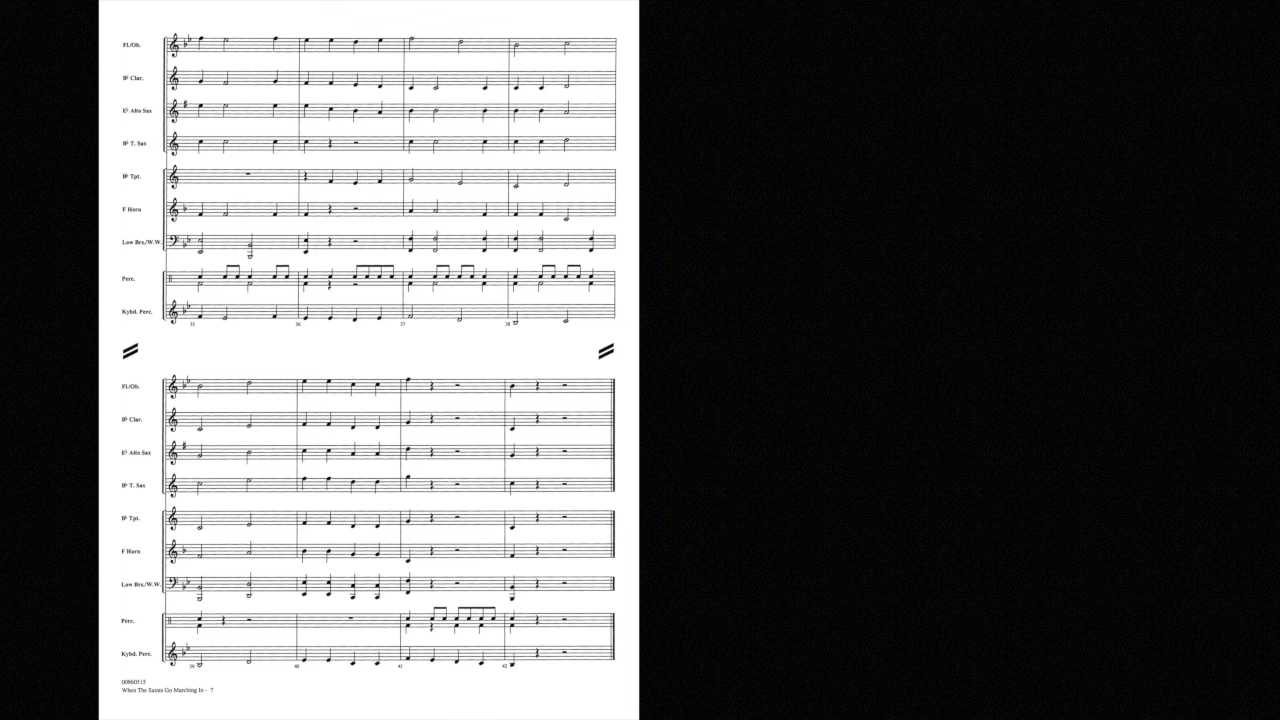 Fl./Ob.
B♭ Clar.
E♭ Alto Sax
B♭ T. Sax
B♭ Tpt.
F Horn
Low Brs./W.W.
Perc.
Kybd. Perc.
35 36 37 38
Fl./Ob.
B♭ Clar.
E♭ Alto Sax
B♭ T. Sax
B♭ Tpt.
F Horn
Low Brs./W.W.
Perc.
Kybd. Perc.
39 40 41 42
00860515
When The Saints Go Marching In - 7